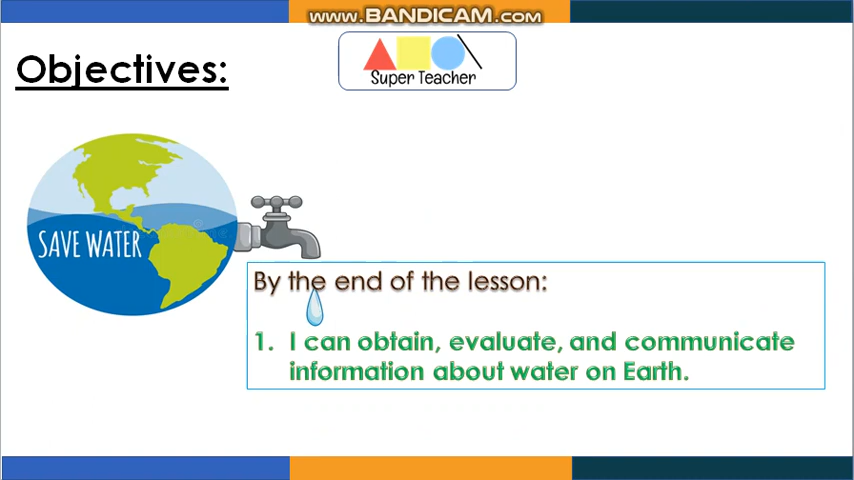 www.BANDICAM.com
Objectives:
Super Teacher
SAVE WATER
By the end of the lesson:
1. I can obtain, evaluate, and communicate
information about water on Earth.